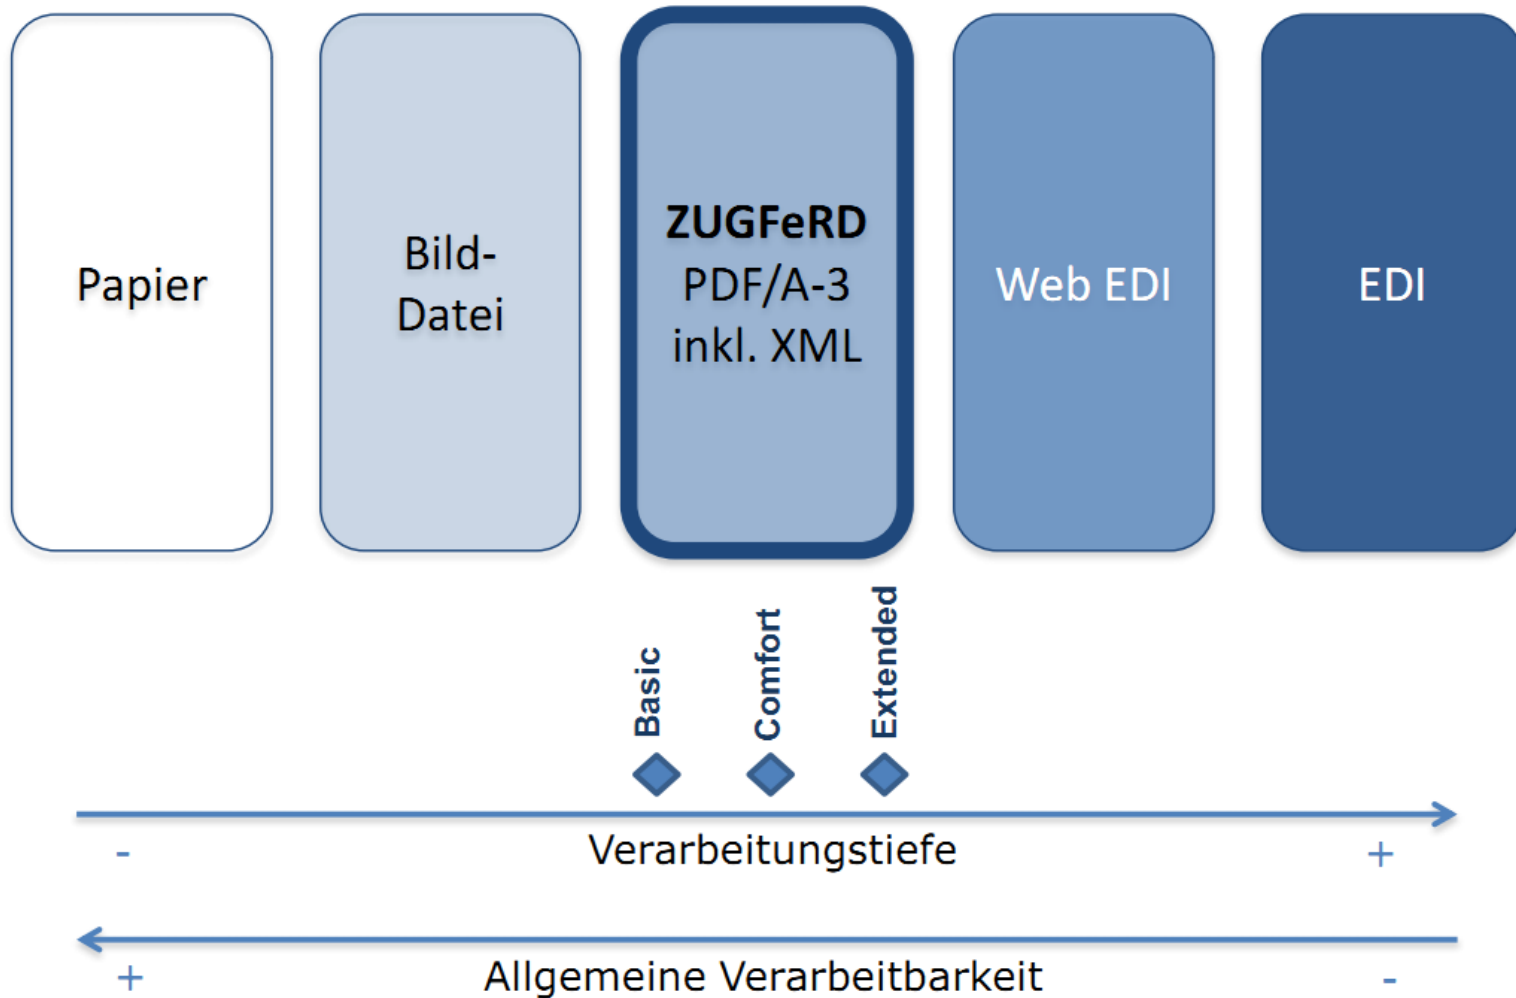 Papier
Bild-
Datei
ZUGFeRD
PDF/A-3
inkl. XML
Web EDI
EDI
Basic
Comfort
Extended
- Verarbeitungstiefe +
+ Allgemeine Verarbeitbarkeit -